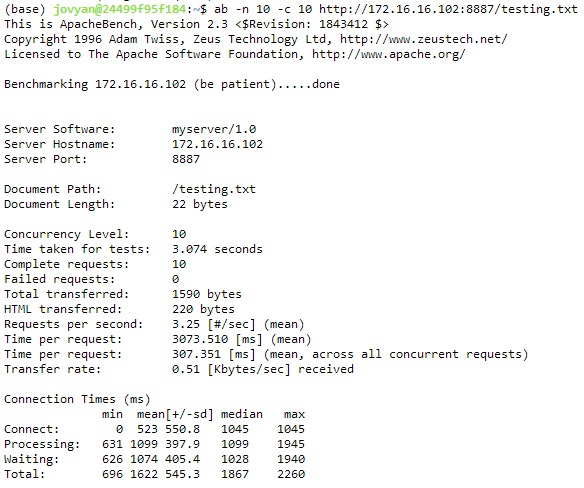 (base) jovyan@24499f95f184:~$ ab -n 10 -c 10 http://172.16.16.102:8887/testing.txt
This is ApacheBench, Version 2.3 <$Revision: 1843412 $>
Copyright 1996 Adam Twiss, Zeus Technology Ltd, http://www.zeustech.net/
Licensed to The Apache Software Foundation, http://www.apache.org/

Benchmarking 172.16.16.102 (be patient).....done


Server Software:        myserver/1.0
Server Hostname:        172.16.16.102
Server Port:            8887

Document Path:          /testing.txt
Document Length:        22 bytes

Concurrency Level:      10
Time taken for tests:   3.074 seconds
Complete requests:      10
Failed requests:        0
Total transferred:      1590 bytes
HTML transferred:       220 bytes
Requests per second:    3.25 [#/sec] (mean)
Time per request:       3073.510 [ms] (mean)
Time per request:       307.351 [ms] (mean, across all concurrent requests)
Transfer rate:          0.51 [Kbytes/sec] received

Connection Times (ms)
              min  mean[+/-sd] median   max
Connect:        0  523 550.8   1045    1045
Processing:   631 1099 397.9   1099    1945
Waiting:      626 1074 405.4   1028    1940
Total:        696 1622 545.3   1867    2260